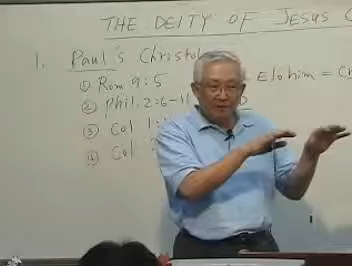 THE DEITY OF JESUS C
1. Paul's Christol
① Rom 9:5 Elohim = Ch
② Phil. 2:6-11
③ Col 1:
④ Col